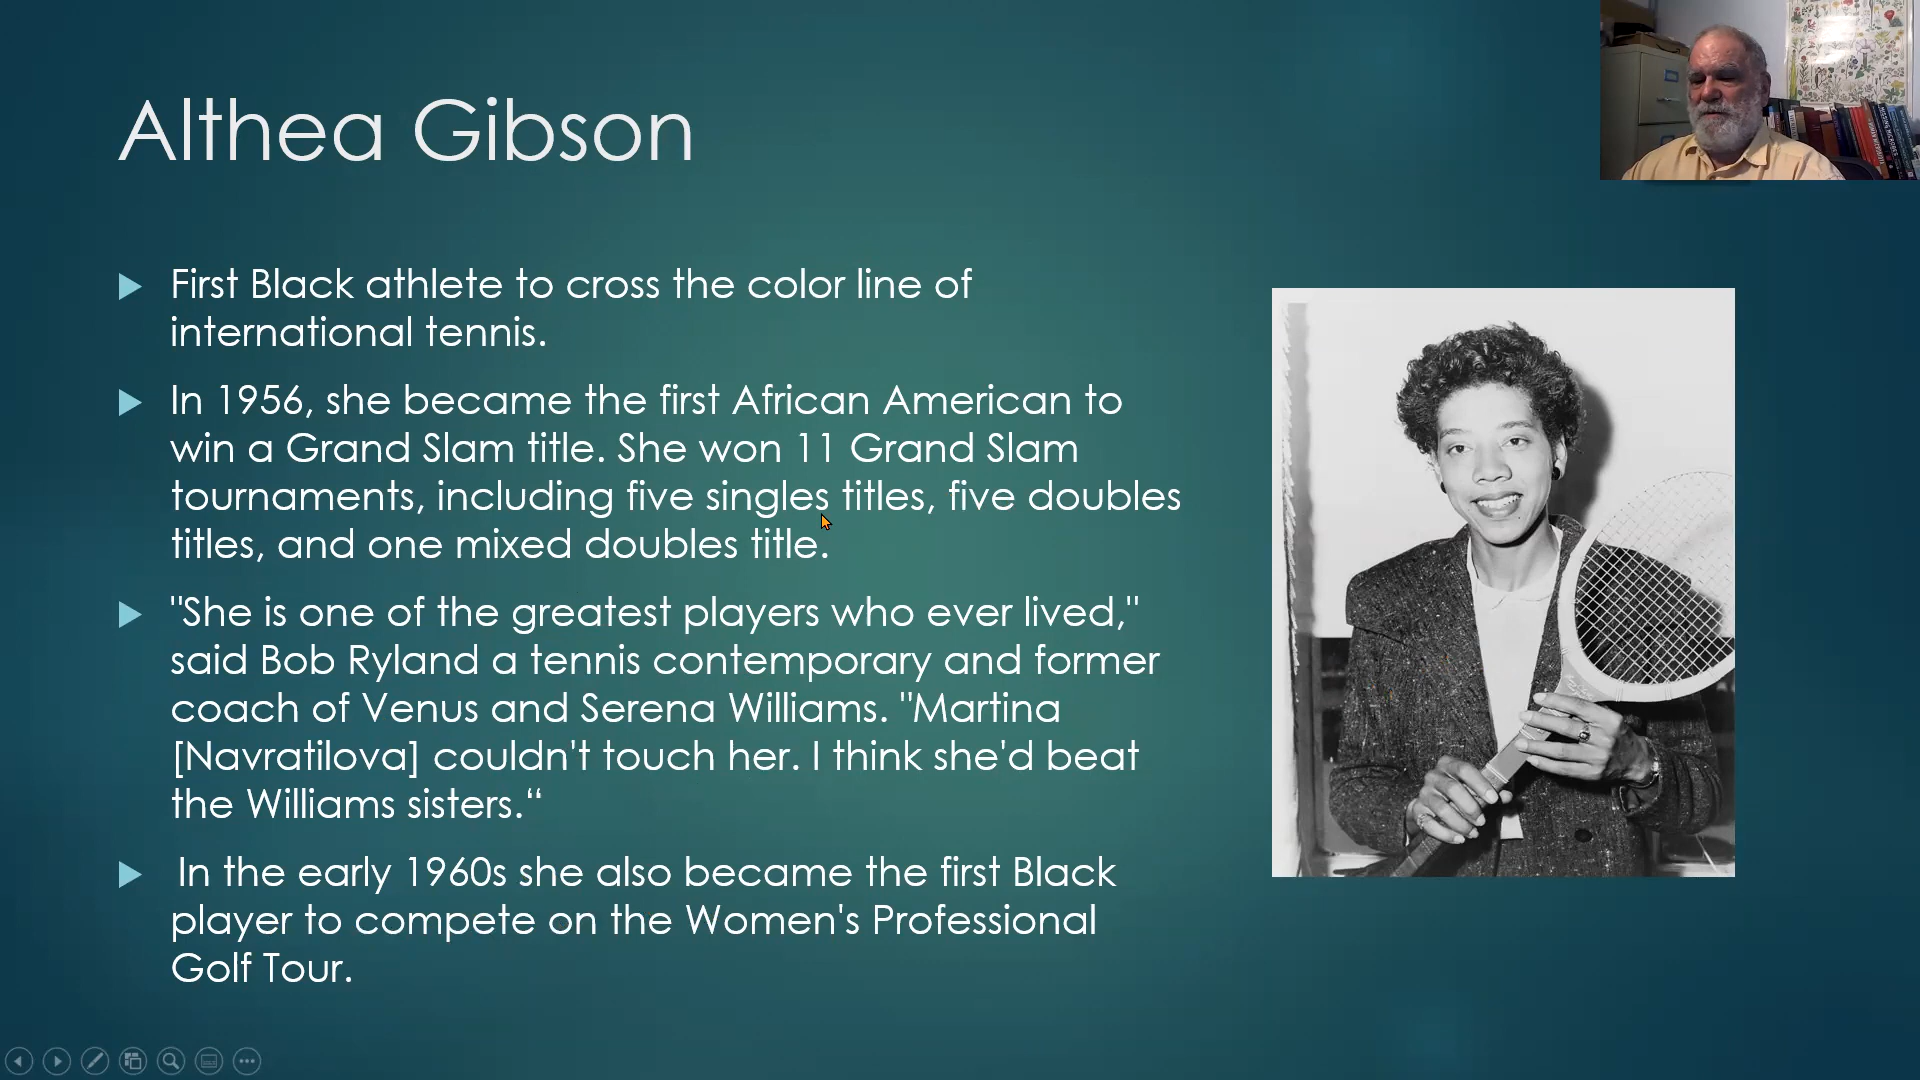 Althea Gibson
First Black athlete to cross the color line of
international tennis.
In 1956, she became the first African American to
win a Grand Slam title. She won 11 Grand Slam
tournaments, including five singles titles, five doubles
titles, and one mixed doubles title.
"She is one of the greatest players who ever lived,"
said Bob Ryland a tennis contemporary and former
coach of Venus and Serena Williams. "Martina
[Navratilova] couldn't touch her. I think she'd beat
the Williams sisters.“
In the early 1960s she also became the first Black
player to compete on the Women's Professional
Golf Tour.